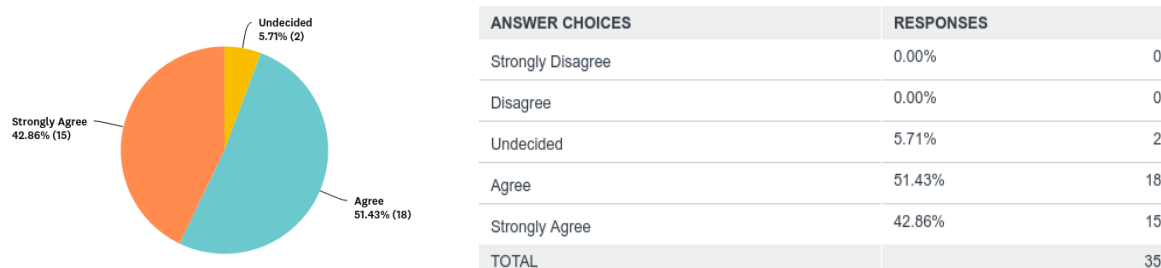 Undecided
5.71% (2)
Strongly Agree
42.86% (15)
Agree
51.43% (18)
ANSWER CHOICES RESPONSES
Strongly Disagree 0.00% 0
Disagree 0.00% 0
Undecided 5.71% 2
Agree 51.43% 18
Strongly Agree 42.86% 15
TOTAL 35